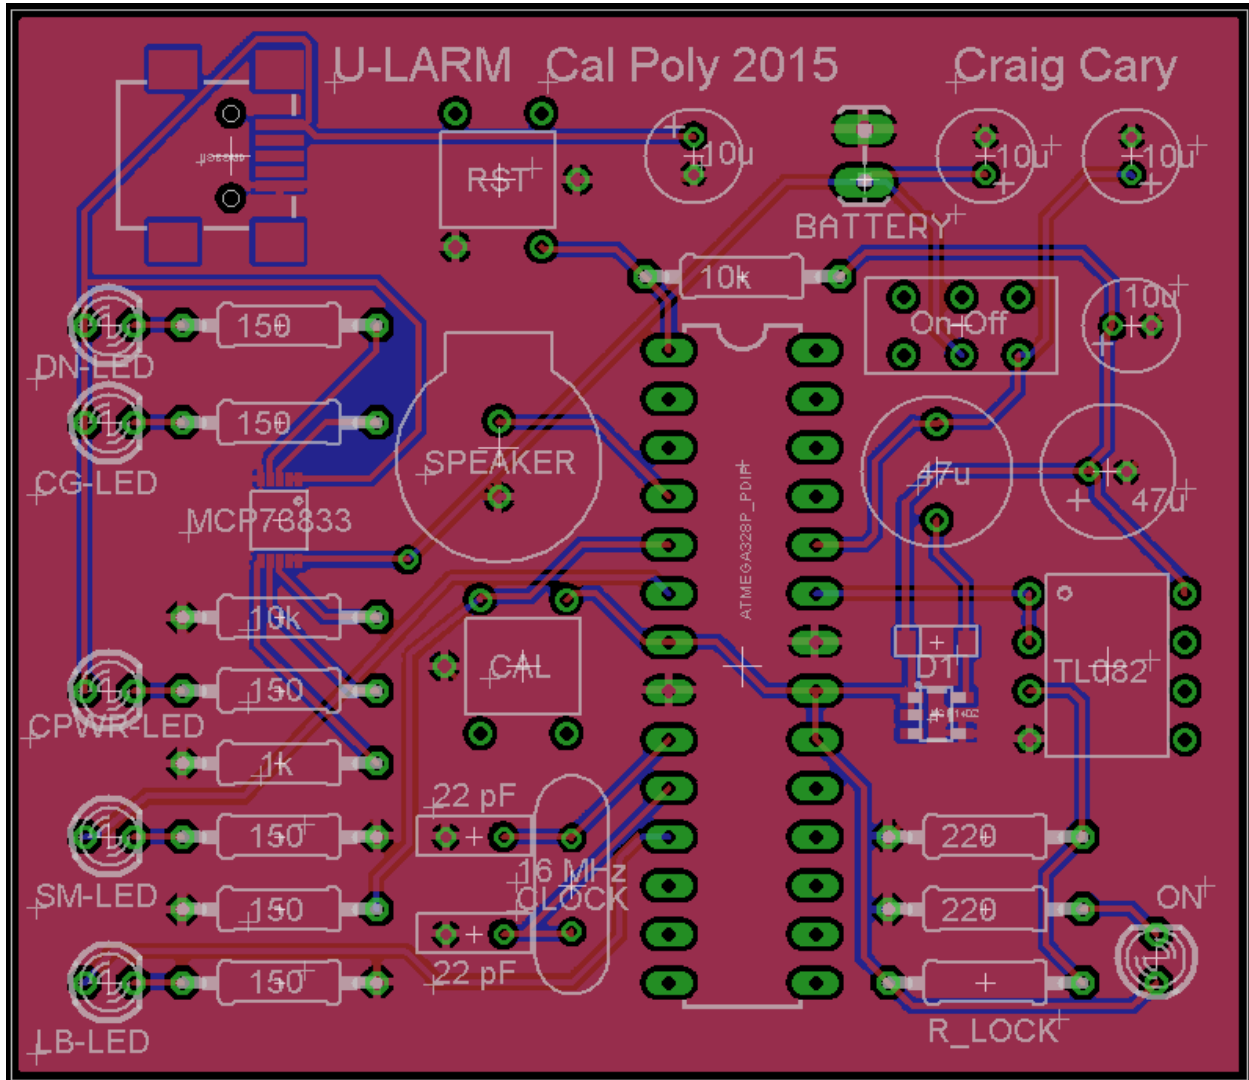 U-LARM Cal Poly 2015 Craig Cary
RST
10u
10u
10u
BATTERY
10k
10u
150
On-Off
DN-LED
150
SPEAKER
47u
47u
CG-LED
MCP73833
ATMEGA328P_PDIP
10k
CAL
D1
TL082
150
CPWR-LED
1k
22 pF
150
220
16 MHz
CLOCK
SM-LED
ON
150
220
22 pF
150
R_LOCK
LB-LED